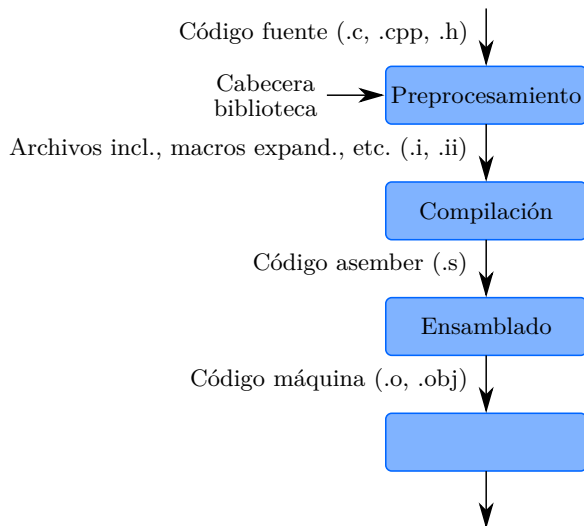 Código fuente (.c, .cpp, .h)
Cabecera
biblioteca
Preprocesamiento
Archivos incl., macros expand., etc. (.i, .ii)
Compilación
Código asember (.s)
Ensamblado
Código máquina (.o, .obj)